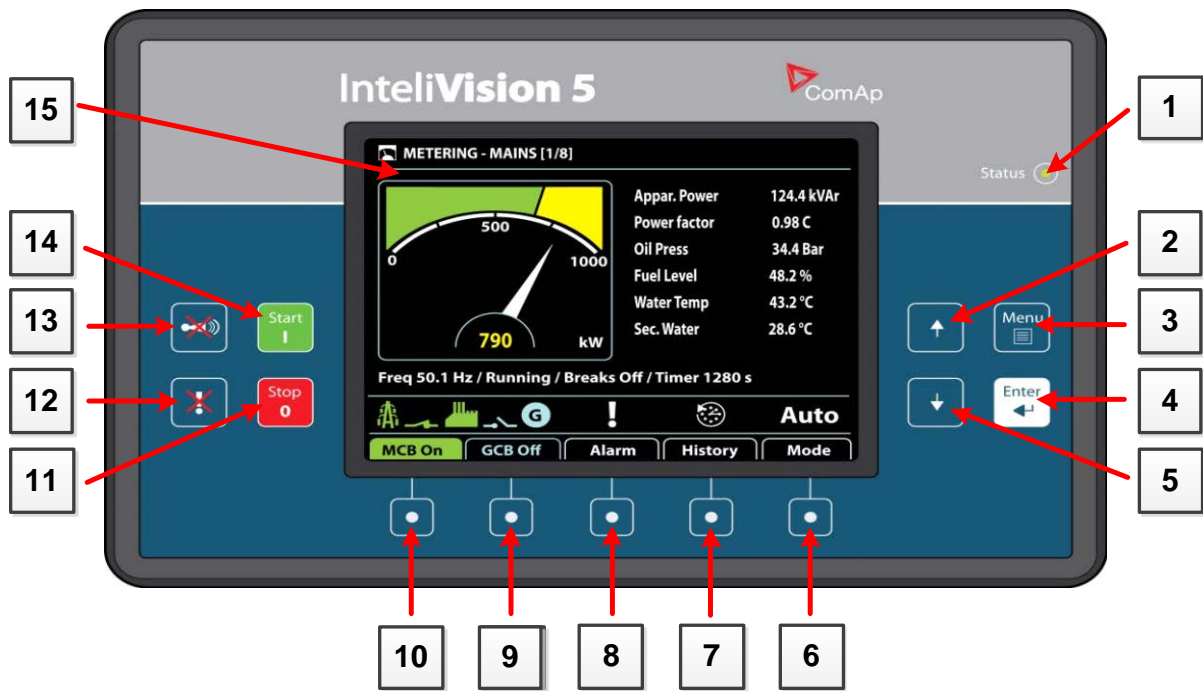 InteliVision 5
ComAp
15
1
METERING - MAINS [1/8]
Status
Appar. Power 124.4 kVAr
Power factor 0.98 C
Oil Press 34.4 Bar
Fuel Level 48.2 %
Water Temp 43.2 °C
Sec. Water 28.6 °C
0
500
1000
790
kW
Freq 50.1 Hz / Running / Breaks Off / Timer 1280 s
G ! Auto
MCB On GCB Off Alarm History Mode
14
13
12
11
Start
I
Stop
0
2
3
4
5
Menu
Enter
10 9 8 7 6